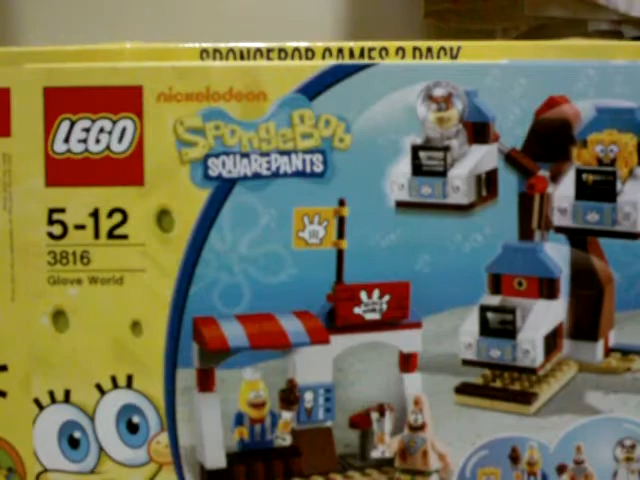 SPONGEBOB GAMES 2 PACK
nickelodeon
LEGO
SpongeBob
SQUAREPANTS
5-12
3816
Glove World